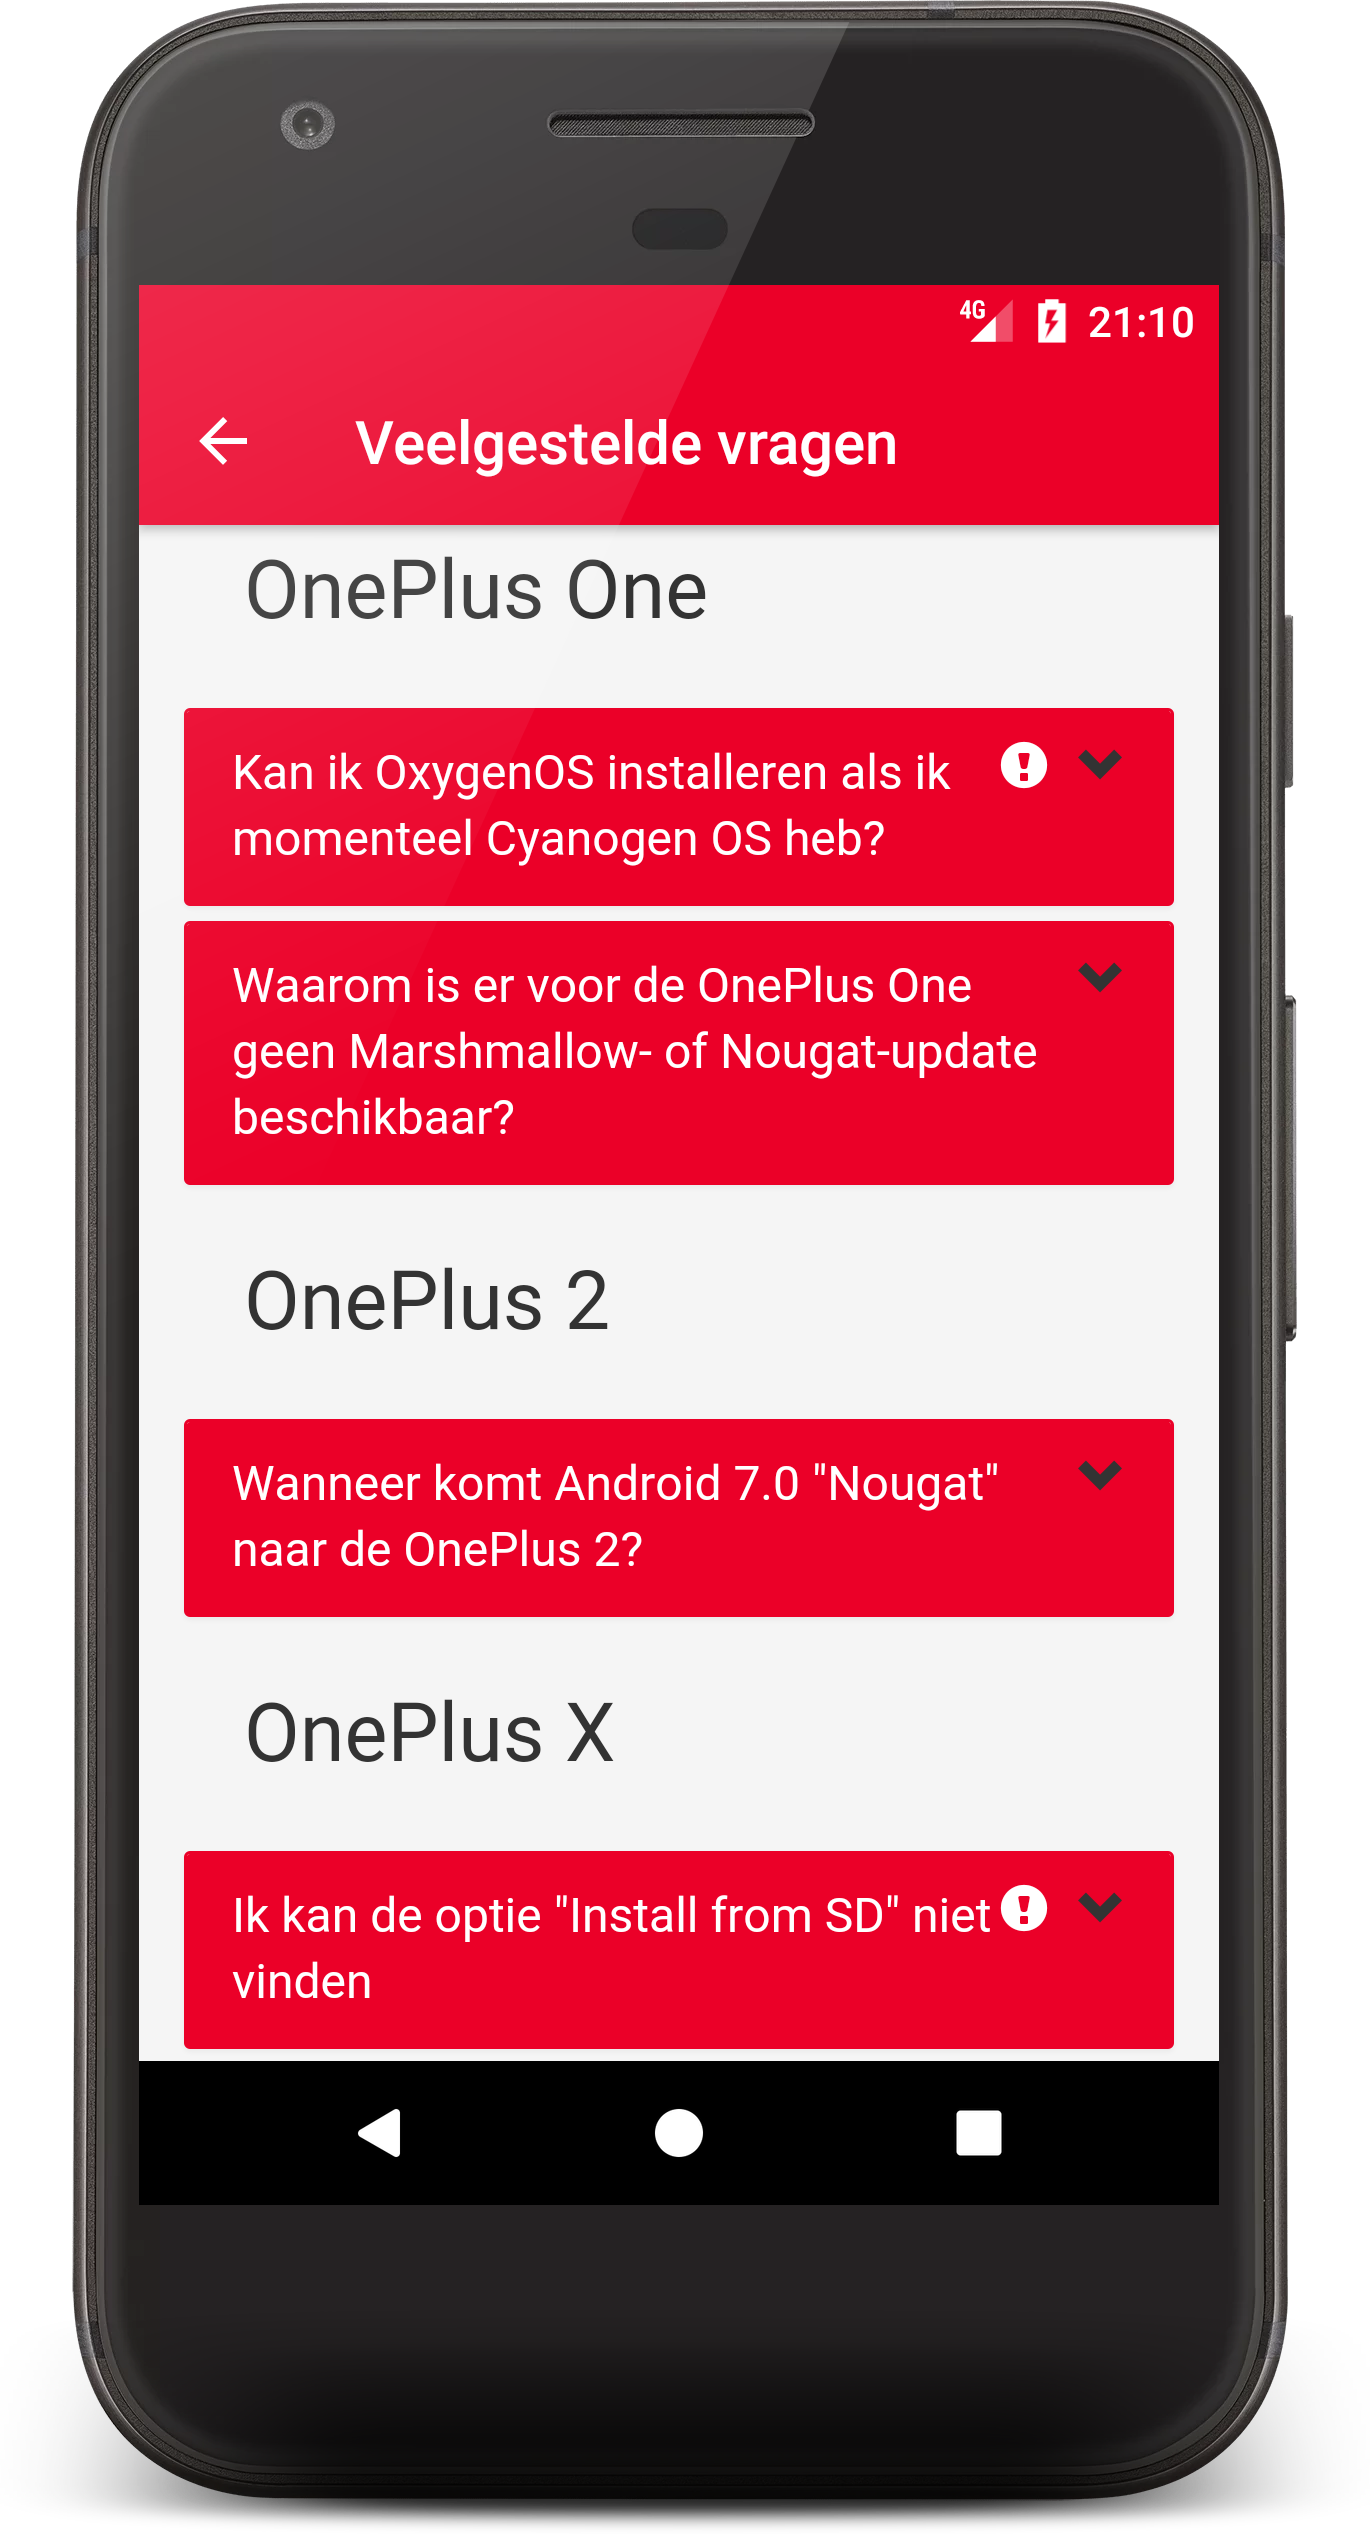 4G 21:10
Veelgestelde vragen
OnePlus One
Kan ik OxygenOS installeren als ik
momenteel Cyanogen OS heb?
Waarom is er voor de OnePlus One
geen Marshmallow- of Nougat-update
beschikbaar?
OnePlus 2
Wanneer komt Android 7.0 "Nougat"
naar de OnePlus 2?
OnePlus X
Ik kan de optie "Install from SD" niet
vinden